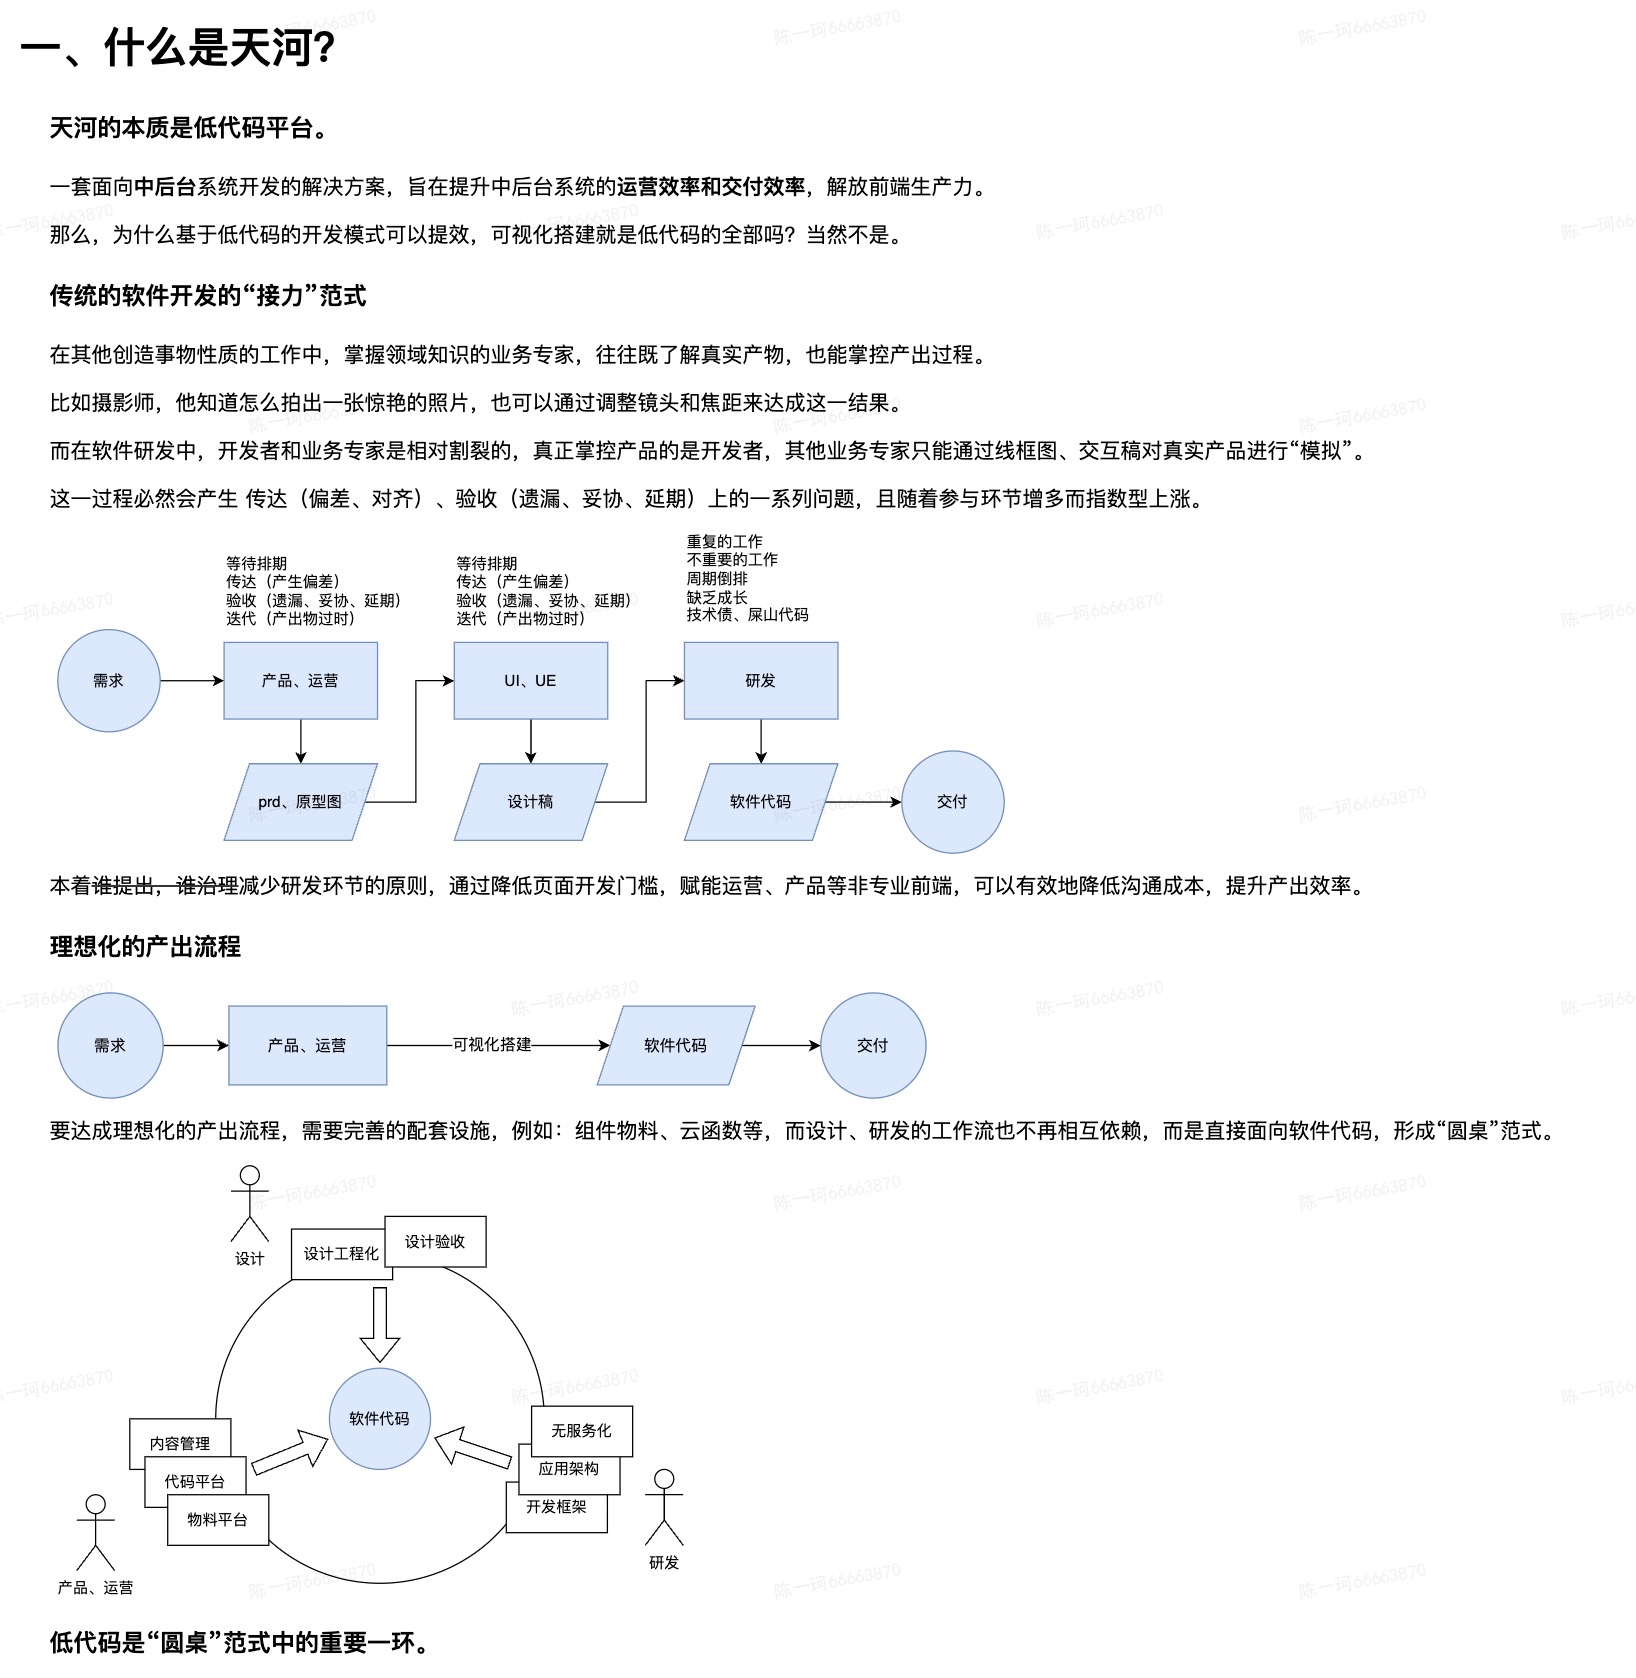 一、什么是天河？
天河的本质是低代码平台。
一套面向中后台系统开发的解决方案，旨在提升中后台系统的运营效率和交付效率，解放前端生产力。
那么，为什么基于低代码的开发模式可以提效，可视化搭建就是低代码的全部吗？当然不是。
传统的软件开发的“接力”范式
在其他创造事物性质的工作中，掌握领域知识的业务专家，往往既了解真实产物，也能掌控产出过程。
比如摄影师，他知道怎么拍出一张惊艳的照片，也可以通过调整镜头和焦距来达成这一结果。
而在软件研发中，开发者和业务专家是相对割裂的，真正掌控产品的是开发者，其他业务专家只能通过线框图、交互稿对真实产品进行“模拟”。
这一过程必然会产生 传达（偏差、对齐）、验收（遗漏、妥协、延期）上的一系列问题，且随着参与环节增多而指数型上涨。
等待排期
传达（产生偏差）
验收（遗漏、妥协、延期）
迭代（产出物过时）
等待排期
传达（产生偏差）
验收（遗漏、妥协、延期）
迭代（产出物过时）
重复的工作
不重要的工作
周期倒排
缺乏成长
技术债、屎山代码
需求
产品、运营
UI、UE
研发
prd、原型图
设计稿
软件代码
交付
本着谁提出，谁治理减少研发环节的原则，通过降低页面开发门槛，赋能运营、产品等非专业前端，可以有效地降低沟通成本，提升产出效率。
理想化的产出流程
需求
产品、运营
可视化搭建
软件代码
交付
要达成理想化的产出流程，需要完善的配套设施，例如：组件物料、云函数等，而设计、研发的工作流也不再相互依赖，而是直接面向软件代码，形成“圆桌”范式。
设计
设计工程化
设计验收
软件代码
内容管理
代码平台
物料平台
产品、运营
无服务化
应用架构
开发框架
研发
低代码是“圆桌”范式中的重要一环。
陈一珂66663870